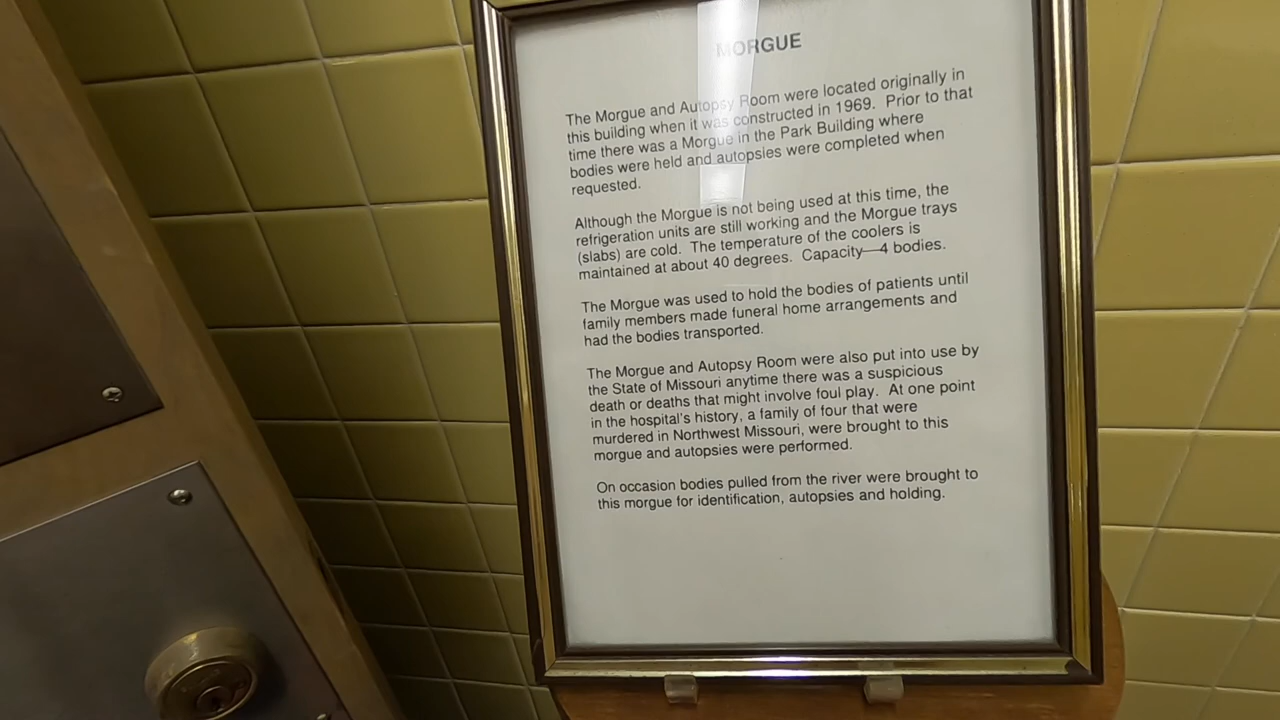 MORGUE
The Morgue and Autopsy Room were located originally in
this building when it was constructed in 1969. Prior to that
time there was a Morgue in the Park Building where
bodies were held and autopsies were completed when
requested.
Although the Morgue is not being used at this time, the
refrigeration units are still working and the Morgue trays
(slabs) are cold. The temperature of the coolers is
maintained at about 40 degrees. Capacity—4 bodies.
The Morgue was used to hold the bodies of patients until
family members made funeral home arrangements and
had the bodies transported.
The Morgue and Autopsy Room were also put into use by
the State of Missouri anytime there was a suspicious
death or deaths that might involve foul play. At one point
in the hospital's history, a family of four that were
murdered in Northwest Missouri, were brought to this
morgue and autopsies were performed.
On occasion bodies pulled from the river were brought to
this morgue for identification, autopsies and holding.